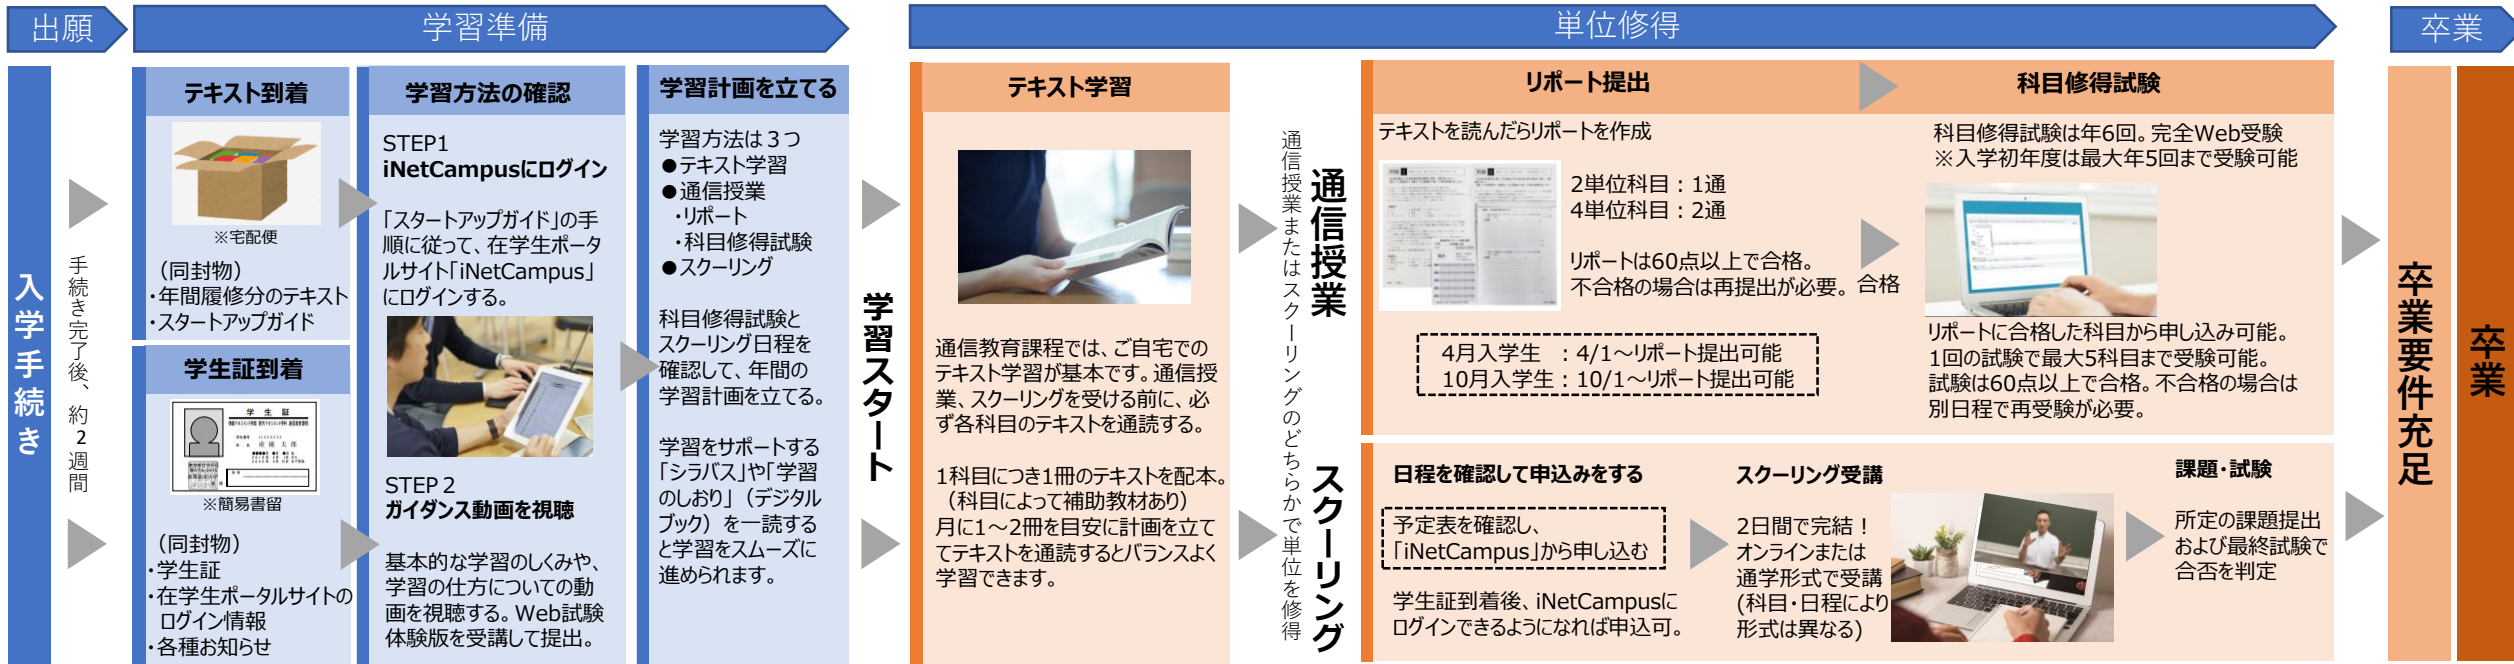 出願
学習準備
単位修得
卒業
入学手続き
手続き完了後、約2週間
テキスト到着
※宅配便
（同封物）
・年間履修分のテキスト
・スタートアップガイド
学生証到着
学生証
※簡易書留
（同封物）
・学生証
・在学生ポータルサイトの
ログイン情報
・各種お知らせ
学習方法の確認
STEP1
iNetCampusにログイン
「スタートアップガイド」の手
順に従って、在学生ポータ
ルサイト「iNetCampus」
にログインする。
STEP２
ガイダンス動画を視聴
基本的な学習のしくみや、
学習の仕方についての動
画を視聴する。Web試験
体験版を受講して提出。
学習計画を立てる
学習方法は３つ
●テキスト学習
●通信授業
・リポート
・科目修得試験
●スクーリング
科目修得試験と
スクーリング日程を
確認して、年間の
学習計画を立てる。
学習をサポートする
「シラバス」や「学習
のしおり」（デジタル
ブック）を一読する
と学習をスムーズに
進められます。
学習スタート
テキスト学習
通信教育課程では、ご自宅での
テキスト学習が基本です。通信授
業、スクーリングを受ける前に、必
ず各科目のテキストを通読する。
1科目につき1冊のテキストを配本。
（科目によって補助教材あり）
月に1～2冊を目安に計画を立て
てテキストを通読するとバランスよく
学習できます。
通信授業またはスクーリングのどちらかで単位を修得
通信授業
リポート提出
テキストを読んだらリポートを作成
2単位科目：1通
4単位科目：2通
リポートは60点以上で合格。
不合格の場合は再提出が必要。
合格
4月入学生　：4/1～リポート提出可能
10月入学生：10/1～リポート提出可能
科目修得試験
科目修得試験は年6回。完全Web受験
※入学初年度は最大年5回まで受験可能
リポートに合格した科目から申し込み可能。
1回の試験で最大5科目まで受験可能。
試験は60点以上で合格。不合格の場合は
別日程で再受験が必要。
スクーリング
日程を確認して申込みをする
予定表を確認し、
「iNetCampus」から申し込む
学生証到着後、iNetCampusに
ログインできるようになれば申込可。
スクーリング受講
2日間で完結！
オンラインまたは
通学形式で受講
(科目・日程により
形式は異なる)
課題・試験
所定の課題提出
および最終試験で
合否を判定
卒業要件充足
卒業